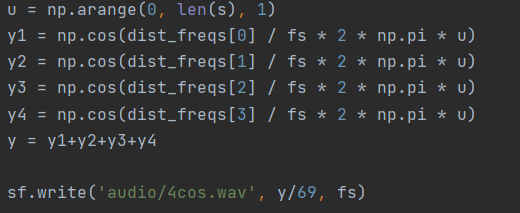 u = np.arange(0, len(s), 1)
y1 = np.cos(dist_freqs[0] / fs * 2 * np.pi * u)
y2 = np.cos(dist_freqs[1] / fs * 2 * np.pi * u)
y3 = np.cos(dist_freqs[2] / fs * 2 * np.pi * u)
y4 = np.cos(dist_freqs[3] / fs * 2 * np.pi * u)
y = y1+y2+y3+y4
sf.write('audio/4cos.wav', y/69, fs)